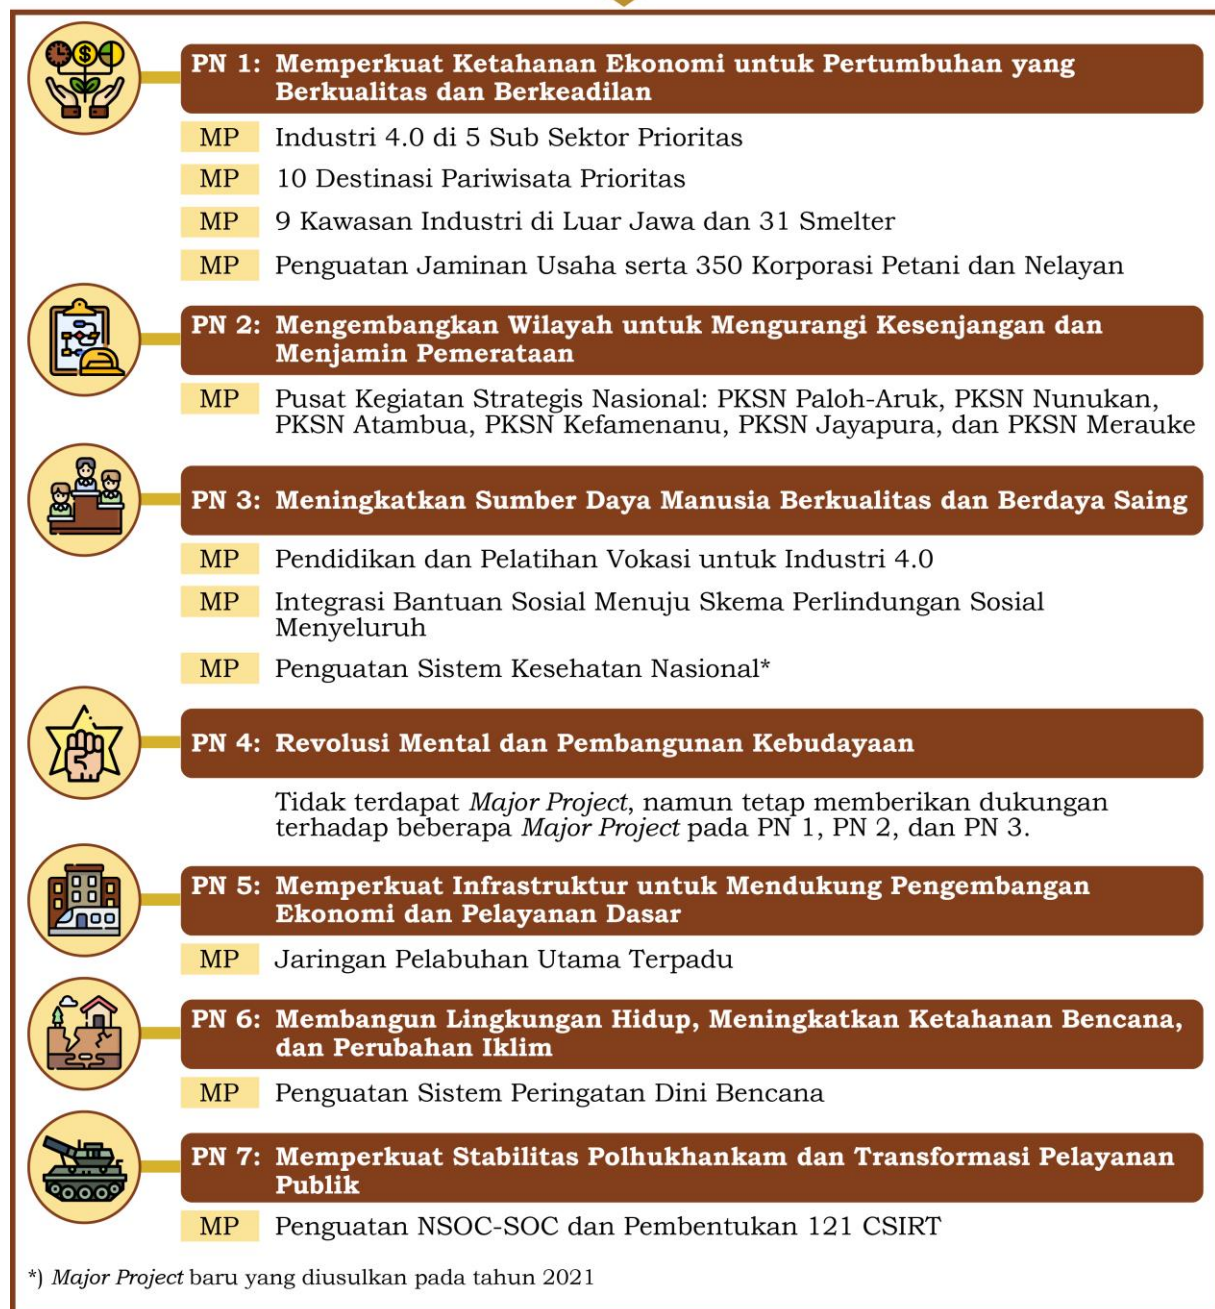 PN 1: Memperkuat Ketahanan Ekonomi untuk Pertumbuhan yang
Berkualitas dan Berkeadilan
MP Industri 4.0 di 5 Sub Sektor Prioritas
MP 10 Destinasi Pariwisata Prioritas
MP 9 Kawasan Industri di Luar Jawa dan 31 Smelter
MP Penguatan Jaminan Usaha serta 350 Korporasi Petani dan Nelayan
PN 2: Mengembangkan Wilayah untuk Mengurangi Kesenjangan dan
Menjamin Pemerataan
MP Pusat Kegiatan Strategis Nasional: PKSN Paloh-Aruk, PKSN Nunukan,
PKSN Atambua, PKSN Kefamenanu, PKSN Jayapura, dan PKSN Merauke
PN 3: Meningkatkan Sumber Daya Manusia Berkualitas dan Berdaya Saing
MP Pendidikan dan Pelatihan Vokasi untuk Industri 4.0
MP Integrasi Bantuan Sosial Menuju Skema Perlindungan Sosial
Menyeluruh
MP Penguatan Sistem Kesehatan Nasional*
PN 4: Revolusi Mental dan Pembangunan Kebudayaan
Tidak terdapat Major Project, namun tetap memberikan dukungan
terhadap beberapa Major Project pada PN 1, PN 2, dan PN 3.
PN 5: Memperkuat Infrastruktur untuk Mendukung Pengembangan
Ekonomi dan Pelayanan Dasar
MP Jaringan Pelabuhan Utama Terpadu
PN 6: Membangun Lingkungan Hidup, Meningkatkan Ketahanan Bencana,
dan Perubahan Iklim
MP Penguatan Sistem Peringatan Dini Bencana
PN 7: Memperkuat Stabilitas Polhukhankam dan Transformasi Pelayanan
Publik
MP Penguatan NSOC-SOC dan Pembentukan 121 CSIRT
*) Major Project baru yang diusulkan pada tahun 2021